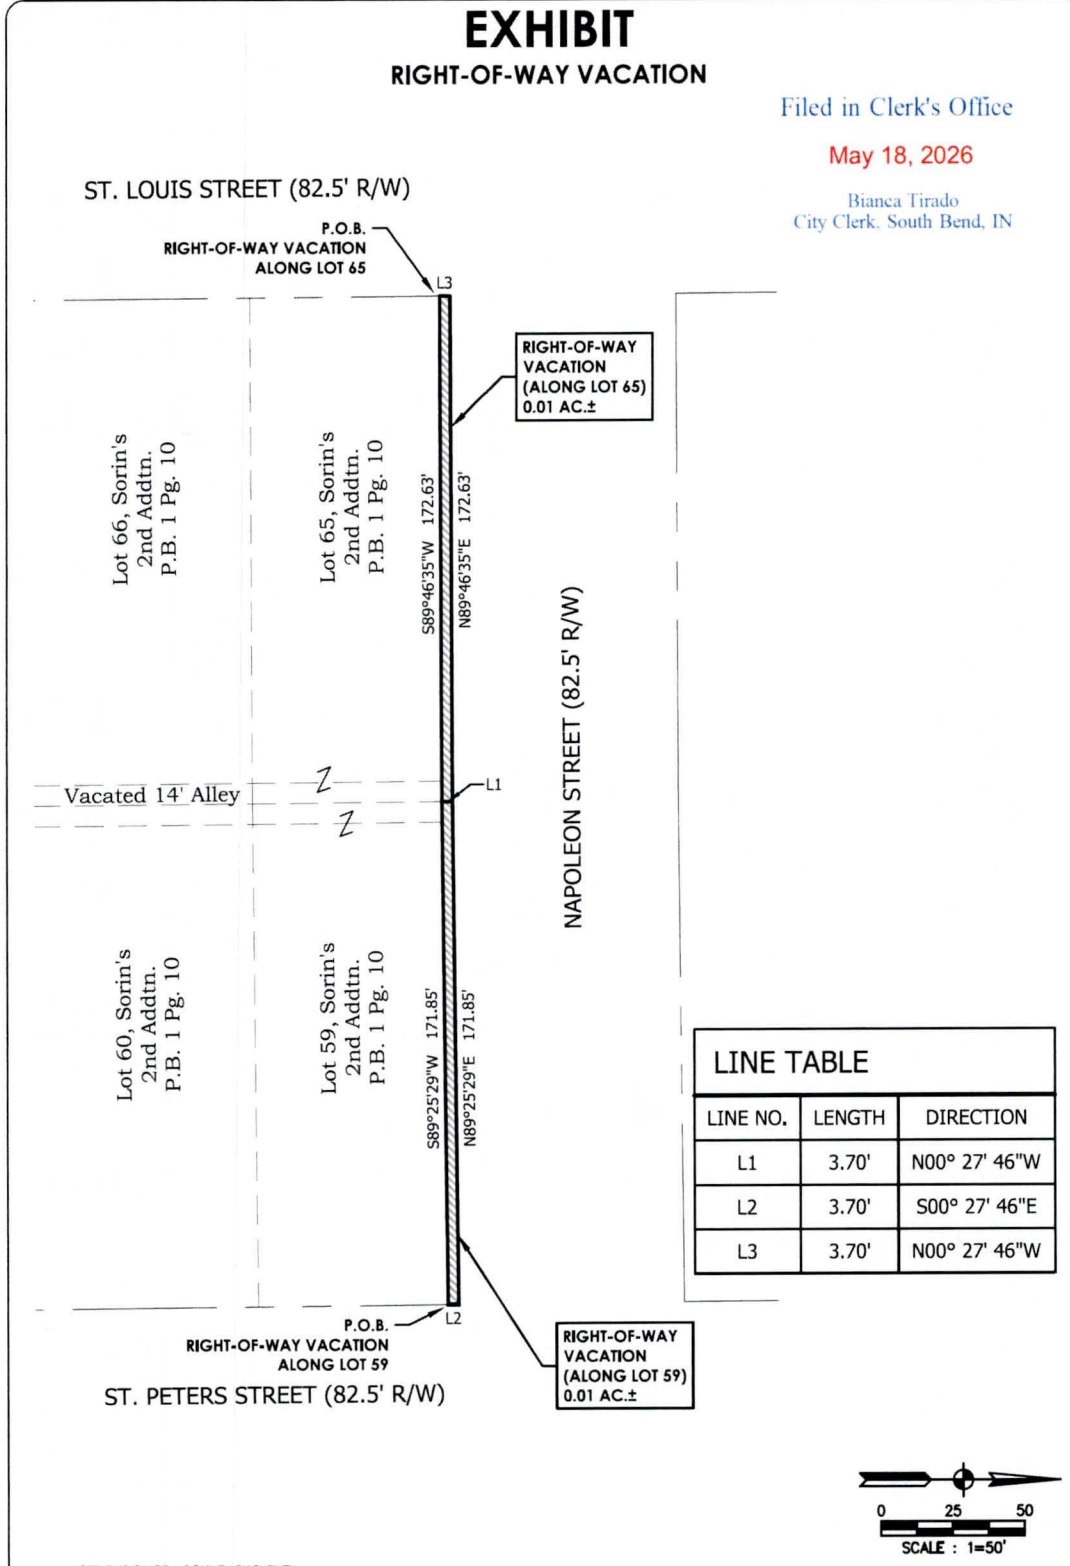 EXHIBIT
RIGHT-OF-WAY VACATION
Filed in Clerk's Office
May 18, 2026
Bianca Tirado
City Clerk, South Bend, IN
ST. LOUIS STREET (82.5' R/W)
P.O.B.
RIGHT-OF-WAY VACATION
ALONG LOT 65
L3
RIGHT-OF-WAY
VACATION
(ALONG LOT 65)
0.01 AC.±
Lot 66, Sorin's
2nd Addtn.
P.B. 1 Pg. 10
Lot 65, Sorin's
2nd Addtn.
P.B. 1 Pg. 10
S89°46'35"W 172.63'
N89°46'35"E 172.63'
NAPOLEON STREET (82.5' R/W)
Z
L1
Vacated 14' Alley
Z
Lot 60, Sorin's
2nd Addtn.
P.B. 1 Pg. 10
Lot 59, Sorin's
2nd Addtn.
P.B. 1 Pg. 10
S89°25'29"W 171.85'
N89°25'29"E 171.85'
LINE TABLE
LINE NO. LENGTH DIRECTION
L1 3.70' N00° 27' 46"W
L2 3.70' S00° 27' 46"E
L3 3.70' N00° 27' 46"W
L2
P.O.B.
RIGHT-OF-WAY VACATION
ALONG LOT 59
RIGHT-OF-WAY
VACATION
(ALONG LOT 59)
0.01 AC.±
ST. PETERS STREET (82.5' R/W)
0 25 50
SCALE : 1=50'